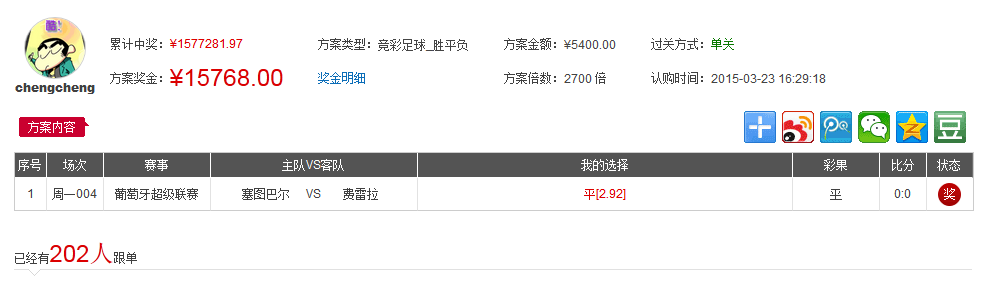 累计中奖：¥1577281.97 方案类型：竞彩足球_胜平负 方案金额：¥5400.00 过关方式：单关
方案奖金：¥15768.00 奖金明细 方案倍数：2700 倍 认购时间：2015-03-23 16:29:18
chengcheng
方案内容
豆
序号 场次 赛事 主队VS客队 我的选择 彩果 比分 状态
1 周一004 葡萄牙超级联赛 塞图巴尔 VS 费雷拉 平[2.92] 平 0:0 奖
已经有202人跟单